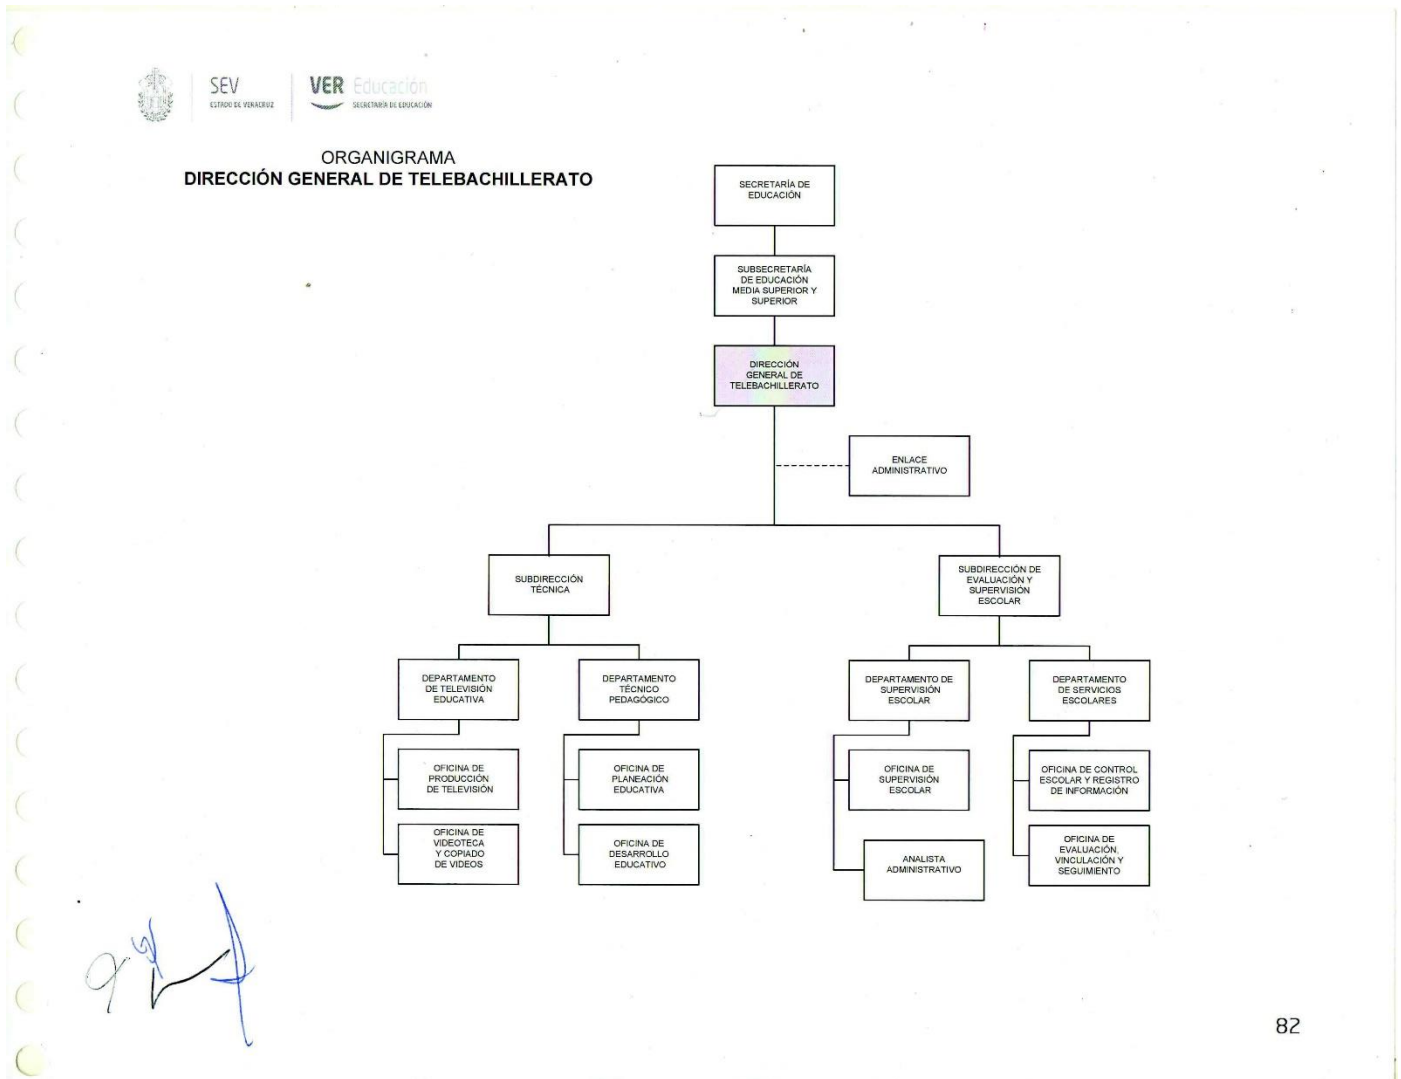 SEV
ESTADO DE VERACRUZ
VER Educación
SECRETARÍA DE EDUCACIÓN
ORGANIGRAMA
DIRECCIÓN GENERAL DE TELEBACHILLERATO
SECRETARÍA DE
EDUCACIÓN
SUBSECRETARÍA
DE EDUCACIÓN
MEDIA SUPERIOR Y
SUPERIOR
DIRECCIÓN
GENERAL DE
TELEBACHILLERATO
ENLACE
ADMINISTRATIVO
SUBDIRECCIÓN
TÉCNICA
SUBDIRECCIÓN DE
EVALUACIÓN Y
SUPERVISIÓN
ESCOLAR
DEPARTAMENTO
DE TELEVISIÓN
EDUCATIVA
DEPARTAMENTO
TÉCNICO
PEDAGÓGICO
DEPARTAMENTO DE
SUPERVISIÓN
ESCOLAR
DEPARTAMENTO
DE SERVICIOS
ESCOLARES
OFICINA DE
PRODUCCIÓN
DE TELEVISIÓN
OFICINA DE
PLANEACIÓN
EDUCATIVA
OFICINA DE
SUPERVISIÓN
ESCOLAR
OFICINA DE CONTROL
ESCOLAR Y REGISTRO
DE INFORMACIÓN
OFICINA DE
VIDEOTECA
Y COPIADO
DE VIDEOS
OFICINA DE
DESARROLLO
EDUCATIVO
ANALISTA
ADMINISTRATIVO
OFICINA DE
EVALUACIÓN,
VINCULACIÓN Y
SEGUIMIENTO
82